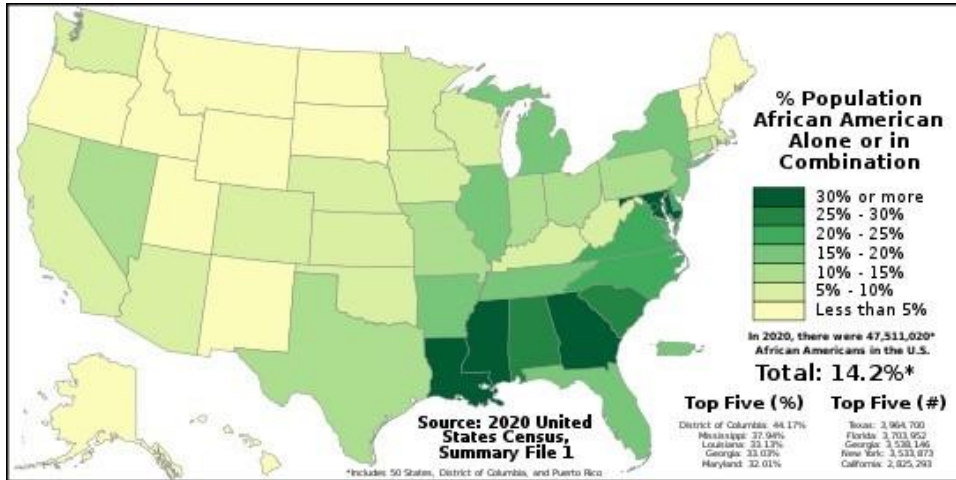 % Population
African American
Alone or in
Combination
30% or more
25% - 30%
20% - 25%
15% - 20%
10% - 15%
5% - 10%
Less than 5%
In 2020, there were 47,511,020*
African Americans in the U.S.
Total: 14.2%*
Top Five (%)
District of Columbia: 44.17%
Mississippi: 37.94%
Louisiana: 33.13%
Georgia: 33.03%
Maryland: 32.01%
Top Five (#)
Texas: 3,964,700
Florida: 3,703,952
Georgia: 3,538,146
New York: 3,533,873
California: 2,825,293
Source: 2020 United
States Census,
Summary File 1
*Includes 50 States, District of Columbia, and Puerto Rico